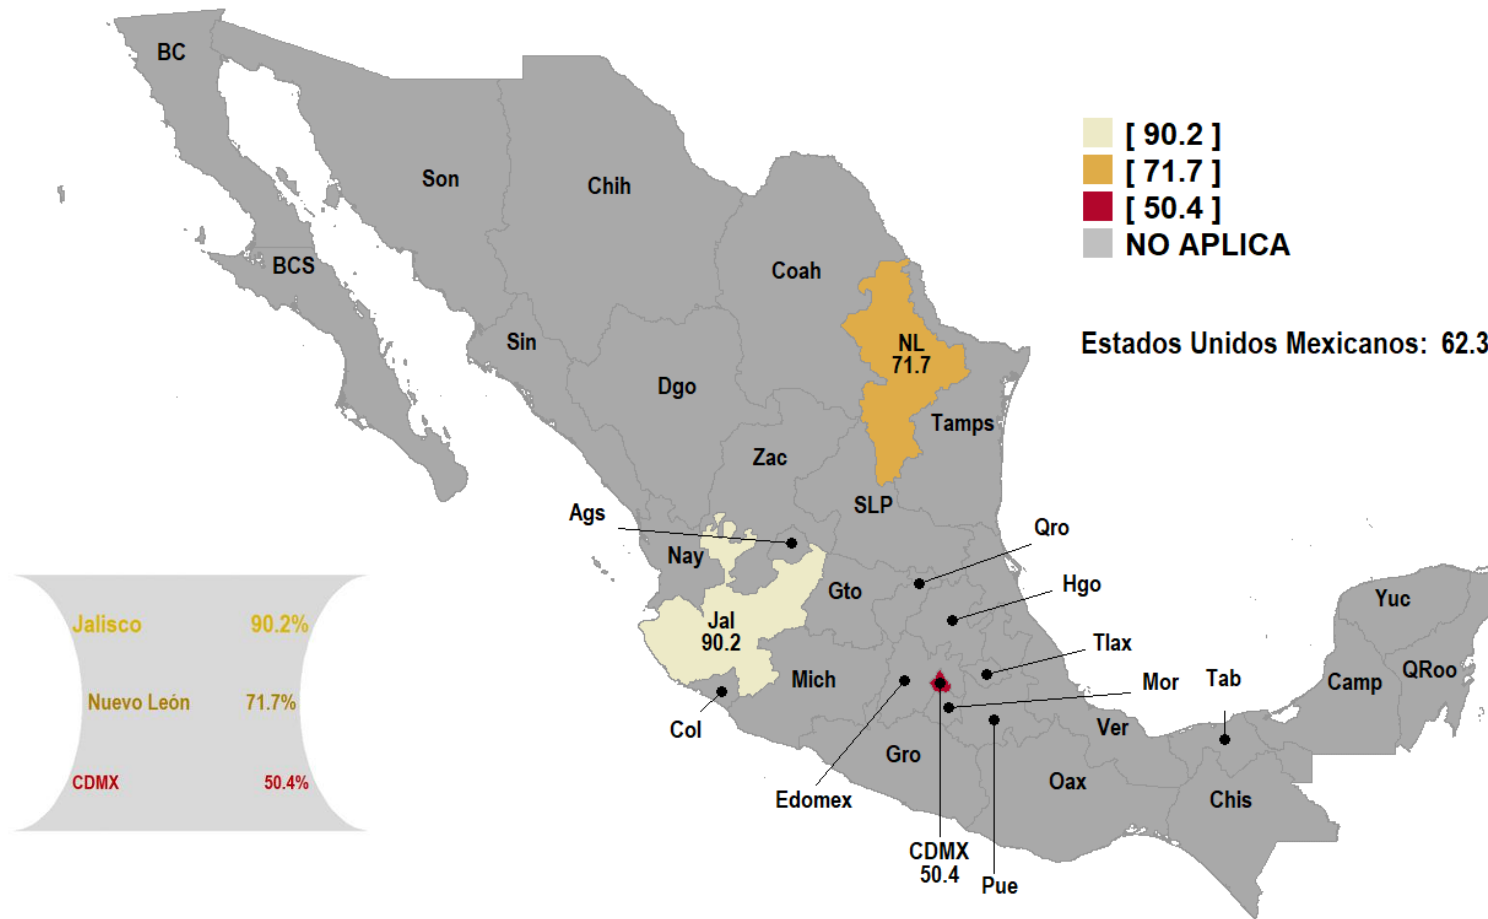 BC
Son
Chih
Coah
BCS
Sin
Dgo
NL
71.7
Tamps
Zac
SLP
Ags
Nay
Gto
Qro
Hgo
Jal
90.2
Mich
Tlax
Mor
Tab
Col
Gro
Edomex
CDMX
50.4
Pue
Oax
Ver
Chis
Camp
Yuc
QRoo
[ 90.2 ]
[ 71.7 ]
[ 50.4 ]
NO APLICA
Estados Unidos Mexicanos: 62.3
Jalisco 90.2%
Nuevo León 71.7%
CDMX 50.4%